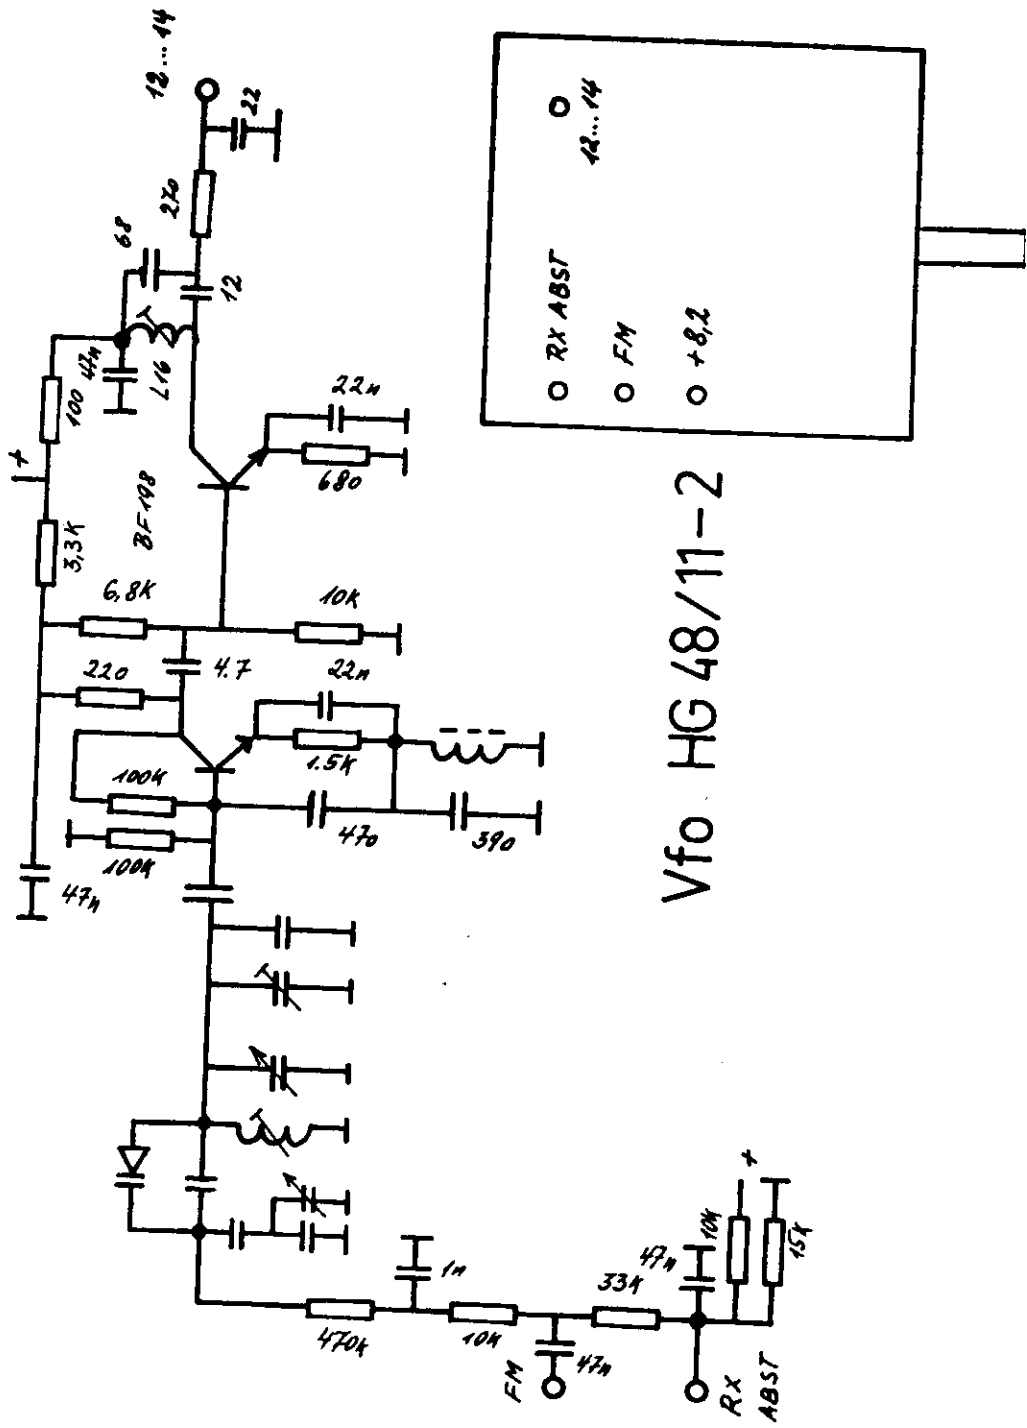 12...14
22
270
68
12
47n
L16
100
+
3,3K
BF198
22n
680
6,8K
10K
220
4.7
22n
100K
1.5K
100K
470
390
47n
470K
1n
10K
FM
47n
33K
47n
10K
+
15K
RX
ABST
Vfo HG 48/11-2
RX ABST
12...14
FM
+8,2